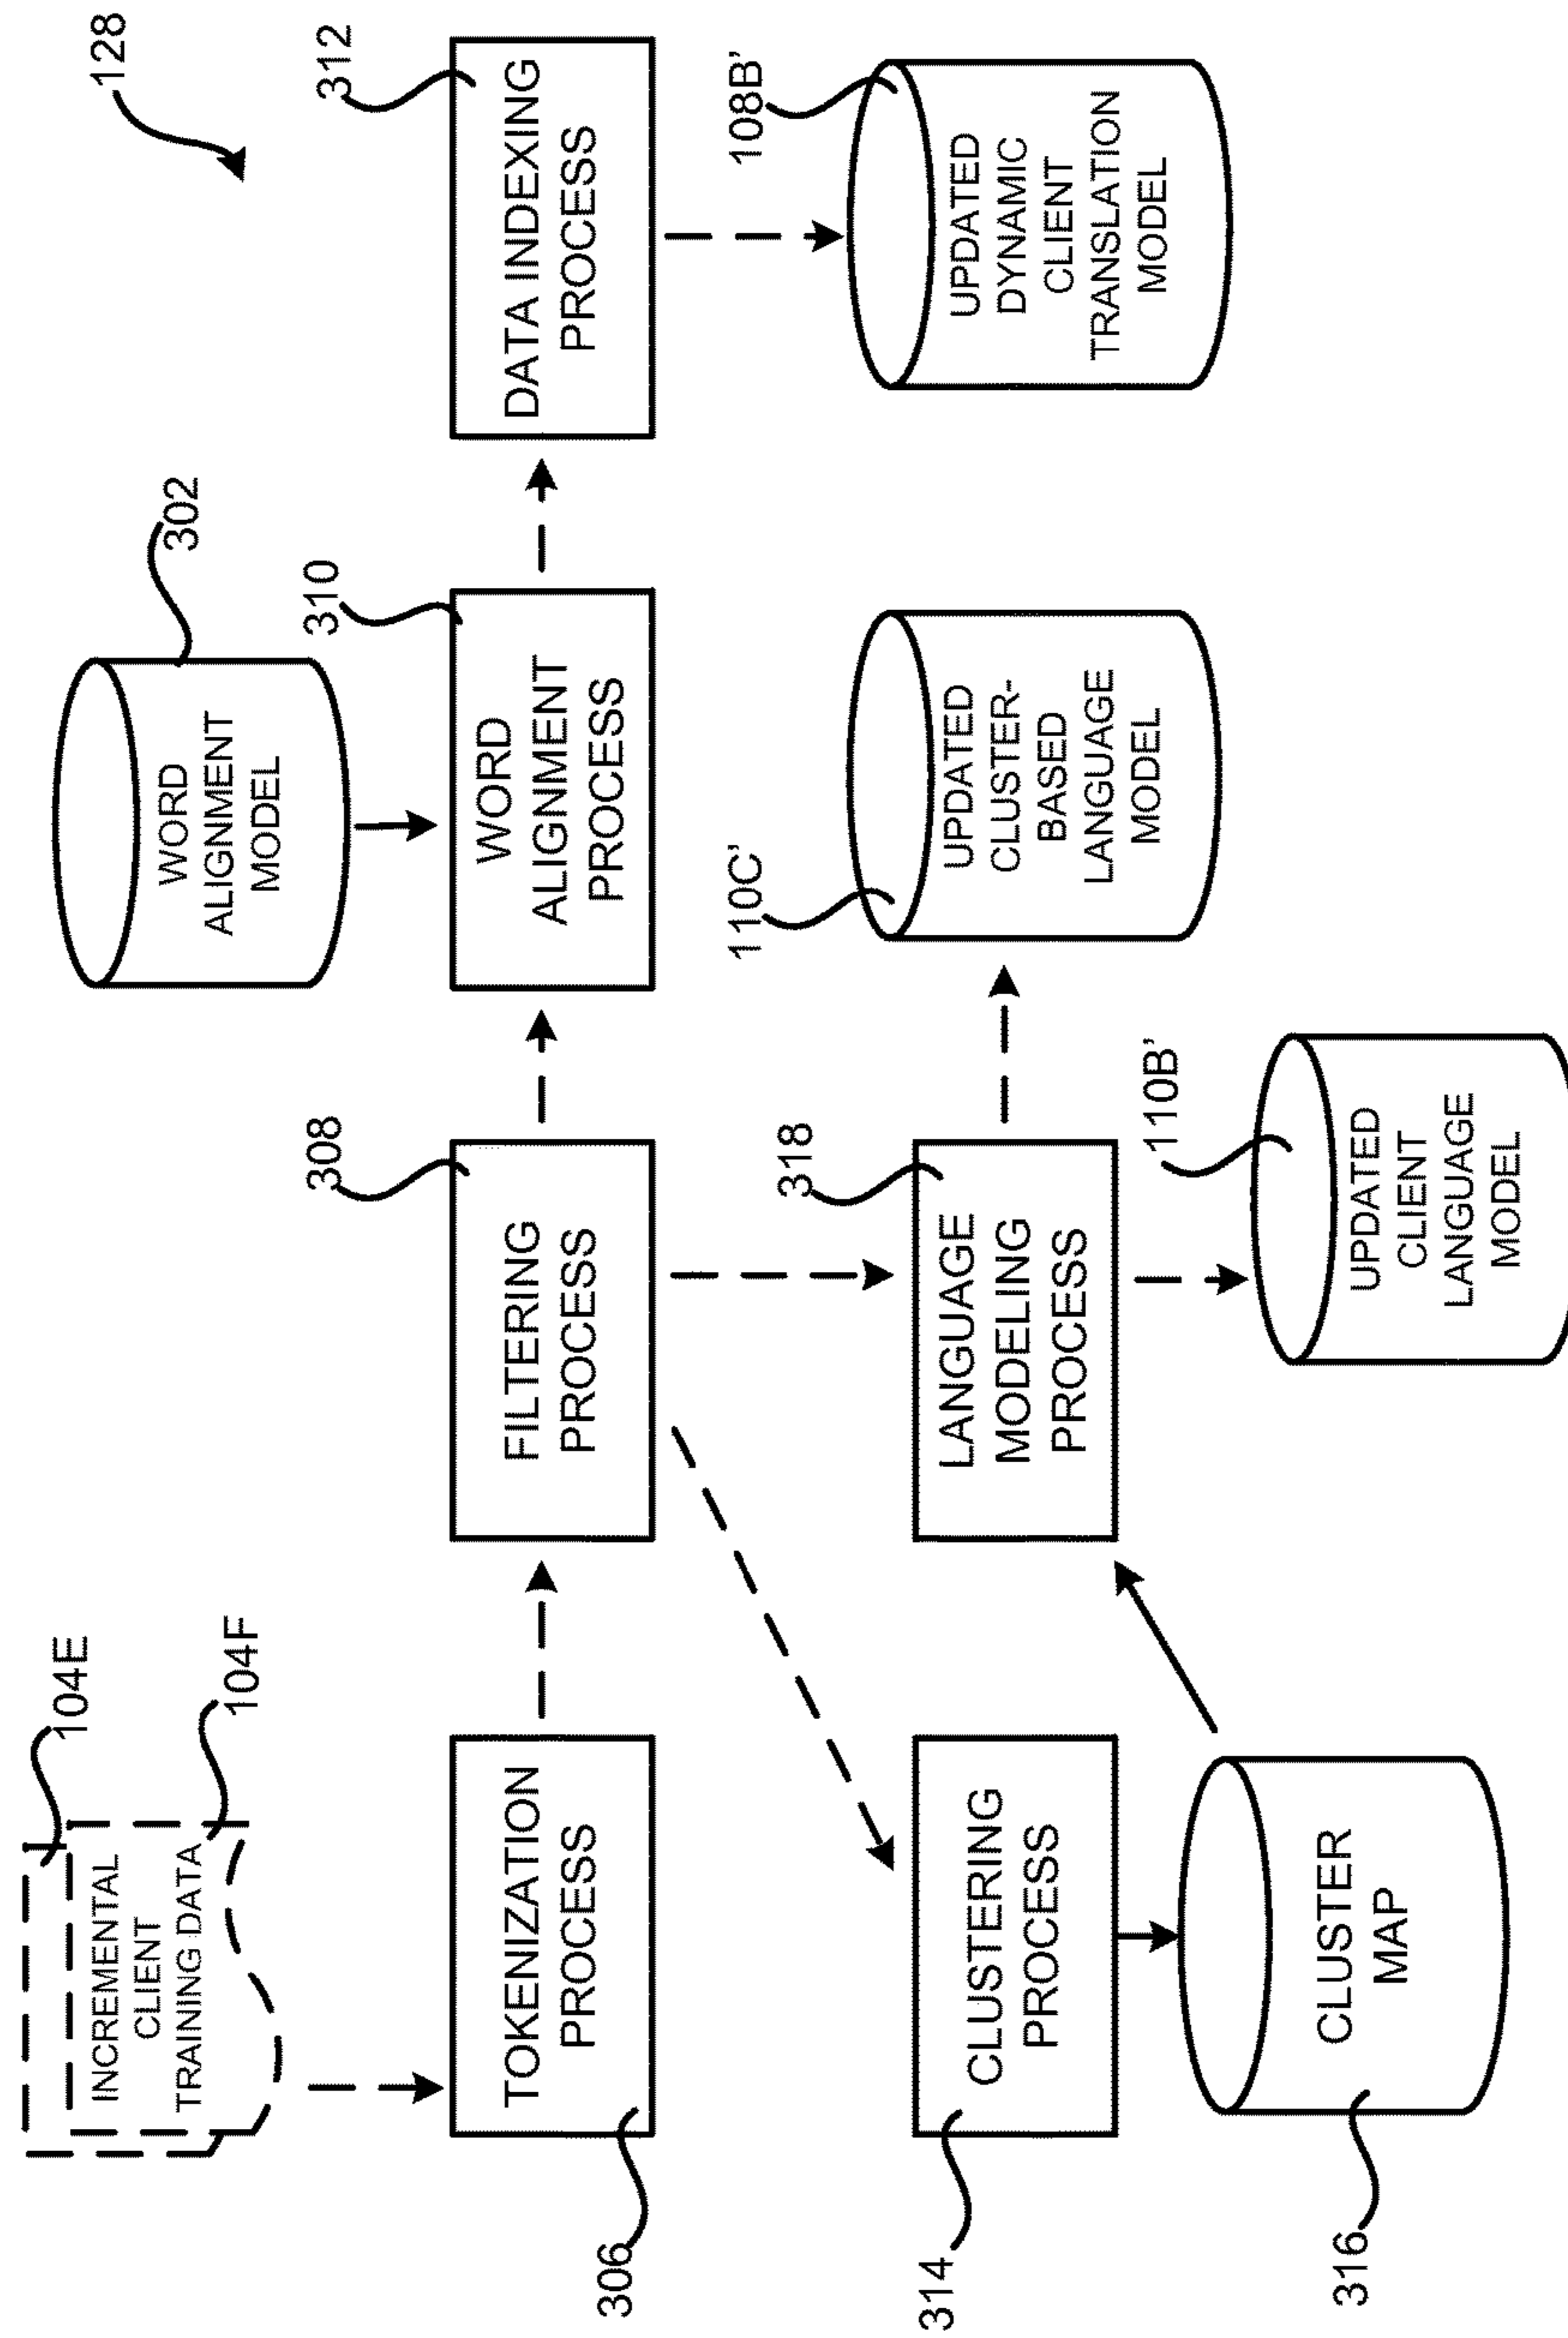 128
104E
INCREMENTAL
CLIENT
TRAINING DATA
104F
WORD
ALIGNMENT
MODEL
302
306
TOKENIZATION
PROCESS
308
FILTERING
PROCESS
310
WORD
ALIGNMENT
PROCESS
312
DATA INDEXING
PROCESS
314
CLUSTERING
PROCESS
318
LANGUAGE
MODELING
PROCESS
110C'
UPDATED
CLUSTER-
BASED
LANGUAGE
MODEL
108B'
UPDATED
DYNAMIC
CLIENT
TRANSLATION
MODEL
316
CLUSTER
MAP
110B'
UPDATED
CLIENT
LANGUAGE
MODEL